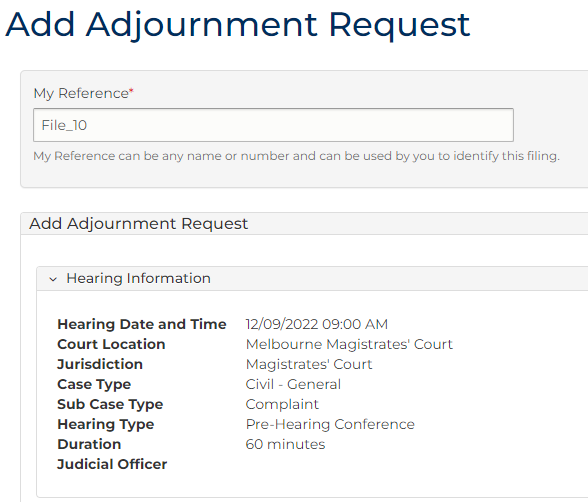 Add Adjournment Request
My Reference*
File_10
My Reference can be any name or number and can be used by you to identify this filing.
Add Adjournment Request
Hearing Information
Hearing Date and Time 12/09/2022 09:00 AM
Court Location Melbourne Magistrates' Court
Jurisdiction Magistrates' Court
Case Type Civil - General
Sub Case Type Complaint
Hearing Type Pre-Hearing Conference
Duration 60 minutes
Judicial Officer